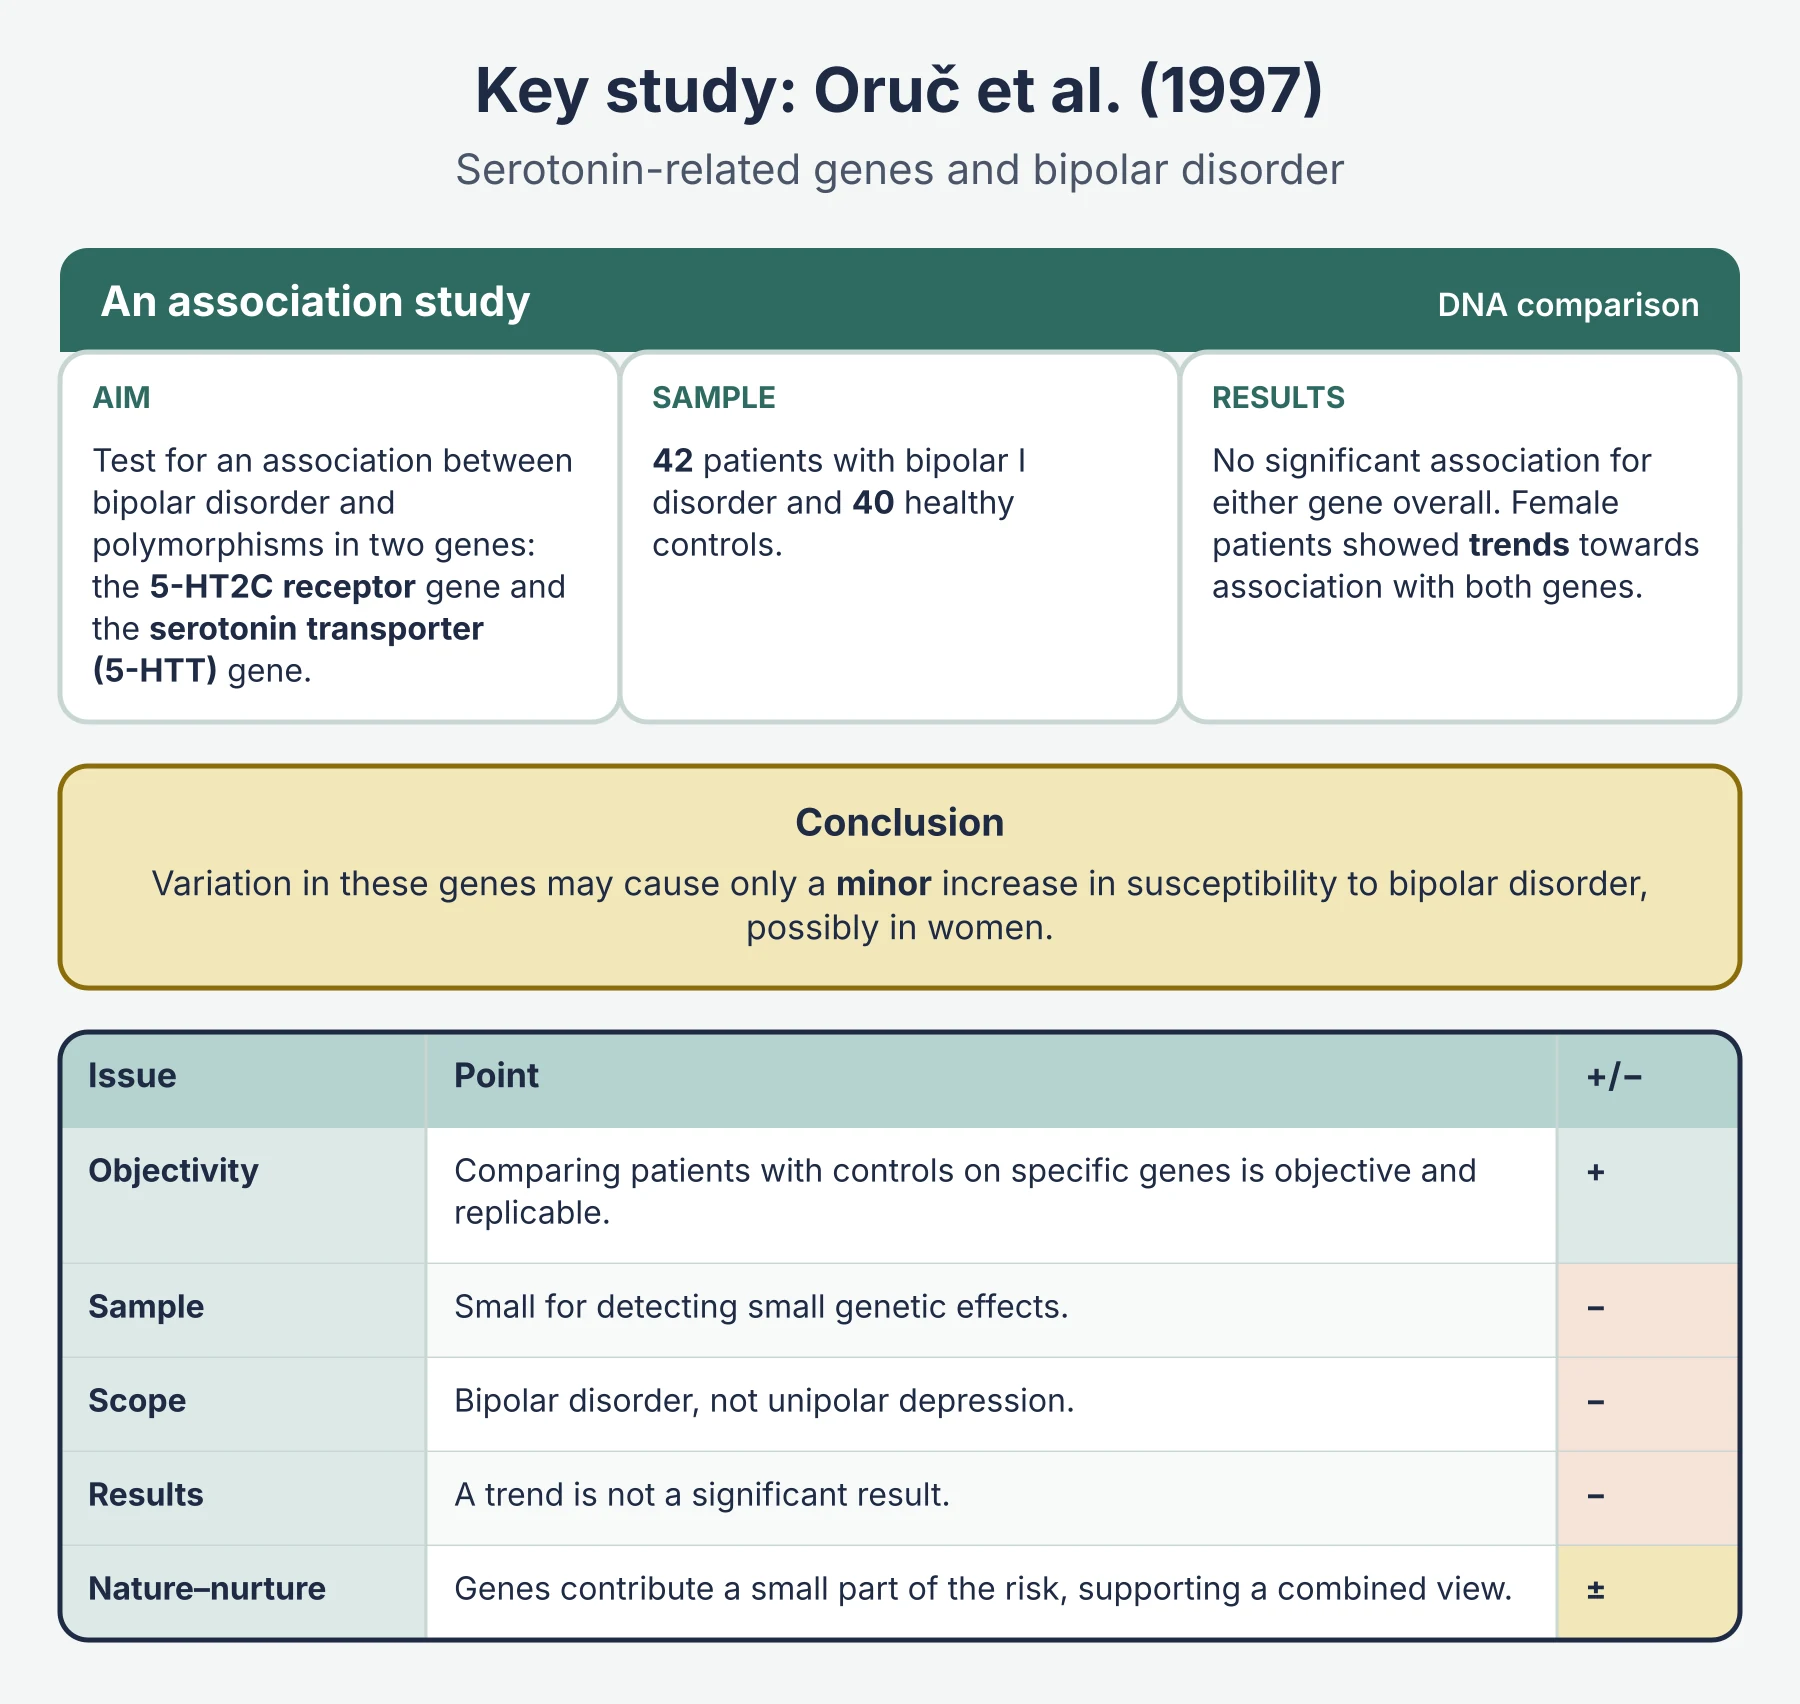 Key study: Oruč et al. (1997)
Serotonin-related genes and bipolar disorder
An association study
DNA comparison
AIM
Test for an association between
bipolar disorder and
polymorphisms in two genes:
the 5-HT2C receptor gene and
the serotonin transporter
(5-HTT) gene.
SAMPLE
42 patients with bipolar I
disorder and 40 healthy
controls.
RESULTS
No significant association for
either gene overall. Female
patients showed trends towards
association with both genes.
Conclusion
Variation in these genes may cause only a minor increase in susceptibility to bipolar disorder,
possibly in women.
Issue Point +/−
Objectivity Comparing patients with controls on specific genes is objective and +
replicable.
Sample Small for detecting small genetic effects. −
Scope Bipolar disorder, not unipolar depression. −
Results A trend is not a significant result. −
Nature–nurture Genes contribute a small part of the risk, supporting a combined view. ±